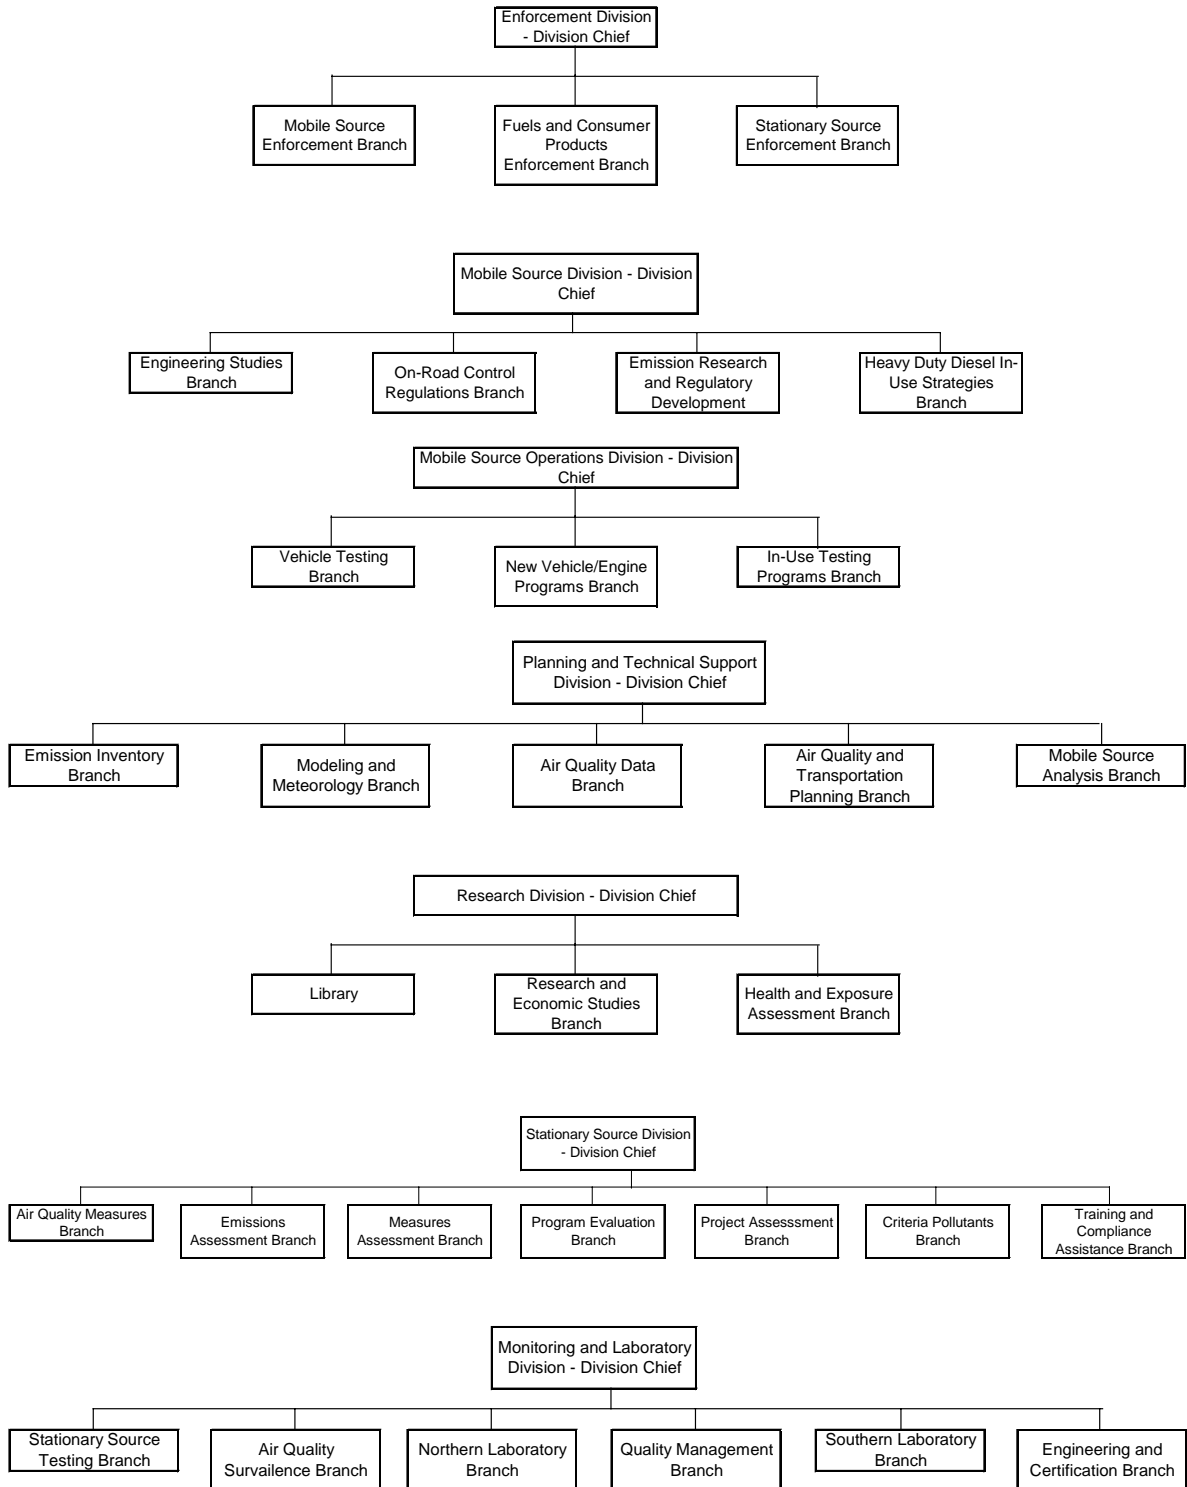 Enforcement Division
- Division Chief
Mobile Source
Enforcement Branch
Fuels and Consumer
Products
Enforcement Branch
Stationary Source
Enforcement Branch
Mobile Source Division - Division
Chief
Engineering Studies
Branch
On-Road Control
Regulations Branch
Emission Research
and Regulatory
Development
Heavy Duty Diesel In-
Use Strategies
Branch
Mobile Source Operations Division - Division
Chief
Vehicle Testing
Branch
New Vehicle/Engine
Programs Branch
In-Use Testing
Programs Branch
Planning and Technical Support
Division - Division Chief
Emission Inventory
Branch
Modeling and
Meteorology Branch
Air Quality Data
Branch
Air Quality and
Transportation
Planning Branch
Mobile Source
Analysis Branch
Research Division - Division Chief
Library
Research and
Economic Studies
Branch
Health and Exposure
Assessment Branch
Stationary Source Division
- Division Chief
Air Quality Measures
Branch
Emissions
Assessment Branch
Measures
Assessment Branch
Program Evaluation
Branch
Project Assesssment
Branch
Criteria Pollutants
Branch
Training and
Compliance
Assistance Branch
Monitoring and Laboratory
Division - Division Chief
Stationary Source
Testing Branch
Air Quality
Survailence Branch
Northern Laboratory
Branch
Quality Management
Branch
Southern Laboratory
Branch
Engineering and
Certification Branch